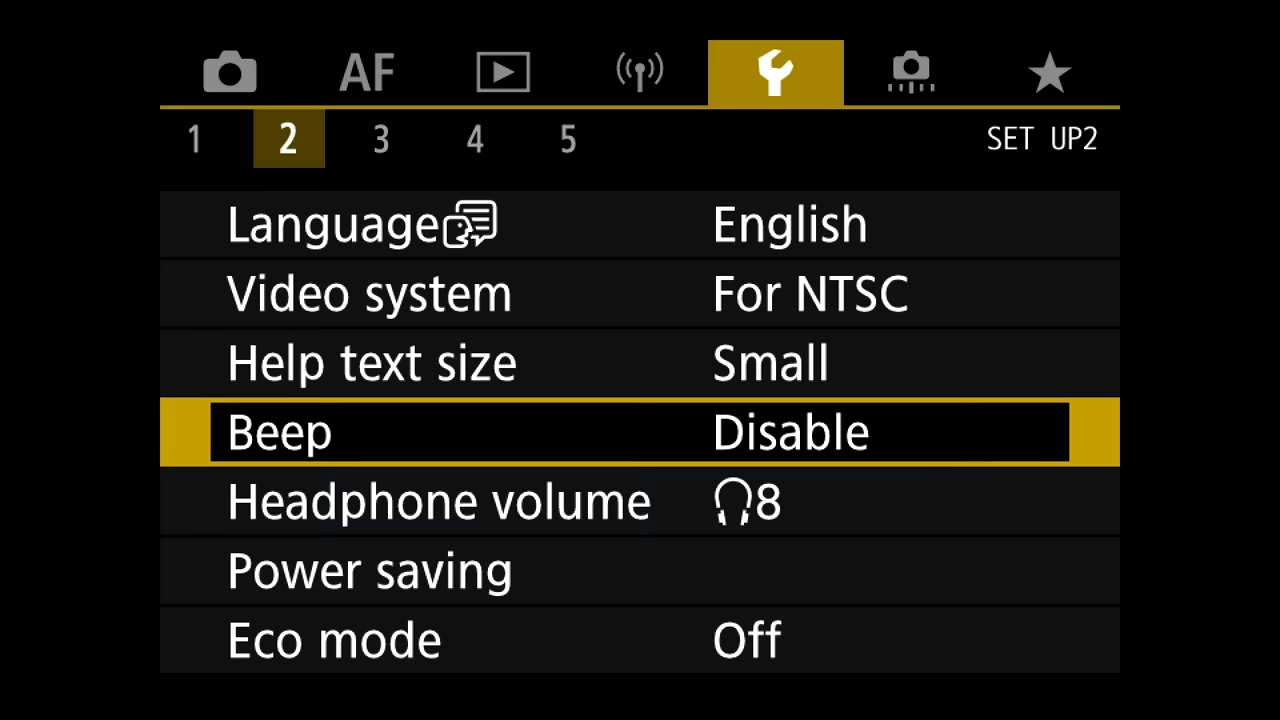 AF
1 2 3 4 5 SET UP2
Language English
Video system For NTSC
Help text size Small
Beep Disable
Headphone volume 8
Power saving
Eco mode Off